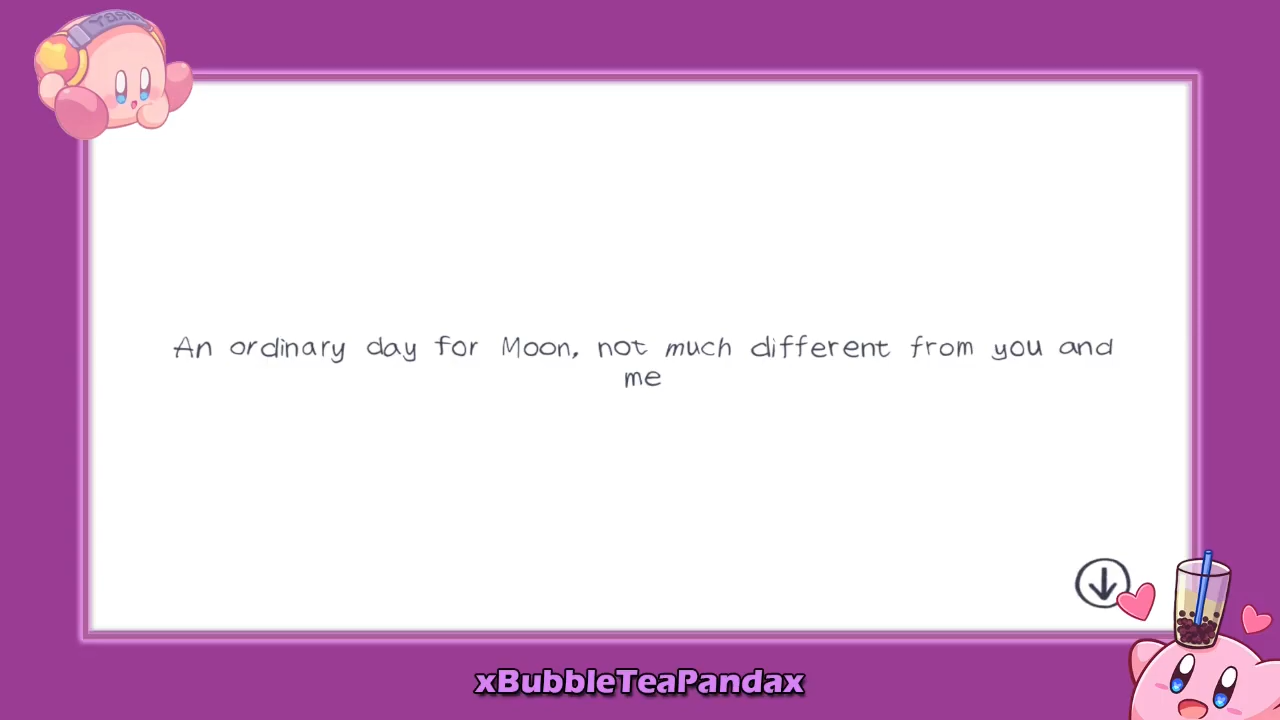 An ordinary day for Moon, not much different from you and
me
xBubbleTeaPandax